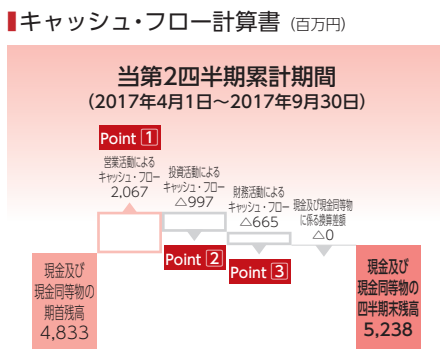 キャッシュ・フロー計算書（百万円）
当第2四半期累計期間
（2017年4月1日～2017年9月30日）
Point 1
営業活動による
キャッシュ・フロー
2,067
投資活動による
キャッシュ・フロー
△997
財務活動による
キャッシュ・フロー
△665
現金及び現金同等物
に係る換算差額
△0
Point 2
Point 3
現金及び
現金同等物の
期首残高
4,833
現金及び
現金同等物の
四半期末残高
5,238